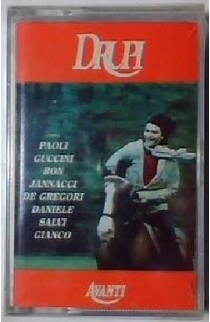 DRUPI
PAOLI
GUCCINI
RON
JANNACCI
DE GREGORI
DANIELE
SALVI
GIANCO
AVANTI